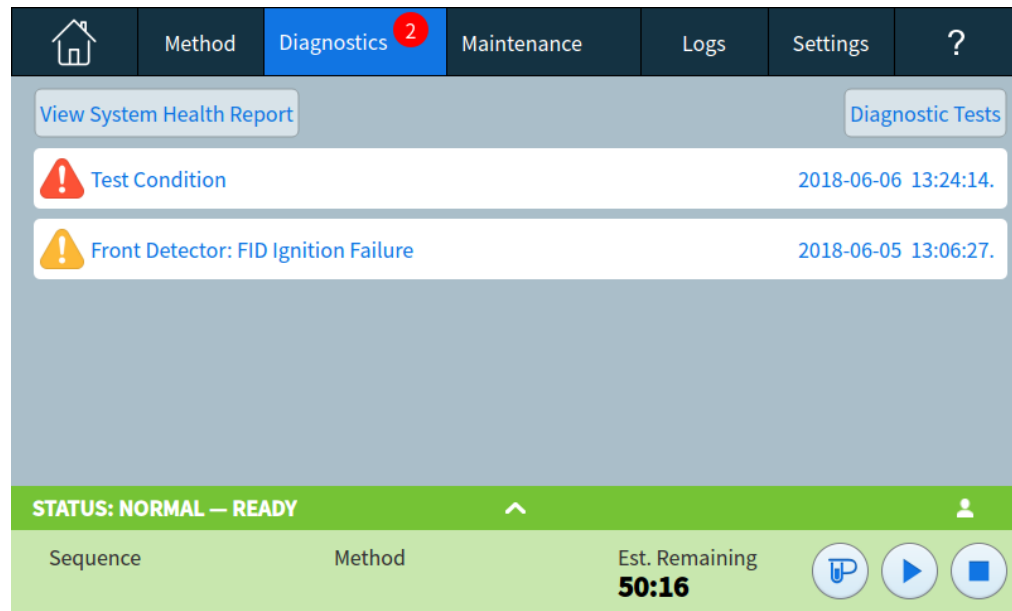 Method Diagnostics 2 Maintenance Logs Settings ?
View System Health Report Diagnostic Tests
Test Condition 2018-06-06 13:24:14.
Front Detector: FID Ignition Failure 2018-06-05 13:06:27.
STATUS: NORMAL — READY
Sequence Method Est. Remaining
50:16